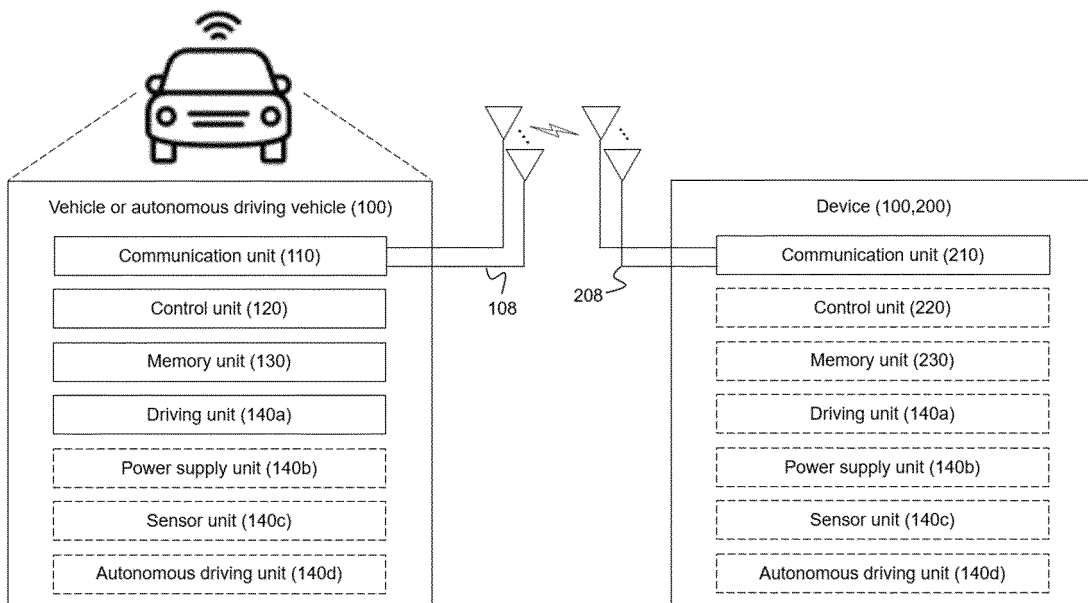 Vehicle or autonomous driving vehicle (100)
Communication unit (110)
Control unit (120)
Memory unit (130)
Driving unit (140a)
Power supply unit (140b)
Sensor unit (140c)
Autonomous driving unit (140d)
108
208
Device (100,200)
Communication unit (210)
Control unit (220)
Memory unit (230)
Driving unit (140a)
Power supply unit (140b)
Sensor unit (140c)
Autonomous driving unit (140d)